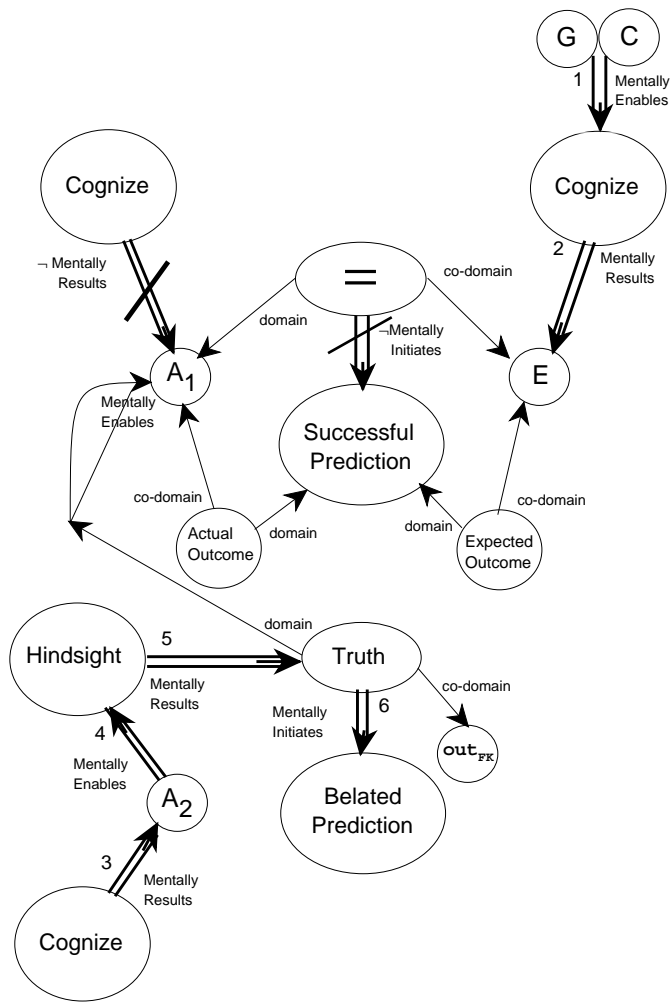 G
C
1
Mentally
Enables
Cognize
Cognize
2
Mentally
Results
¬ Mentally
Results
=
co-domain
domain
¬Mentally
Initiates
A1
E
Mentally
Enables
Successful
Prediction
co-domain
co-domain
Actual
Outcome
domain
domain
Expected
Outcome
domain
5
Hindsight
Truth
Mentally
Results
co-domain
6
Mentally
Initiates
4
outFK
Mentally
Enables
A2
Belated
Prediction
3
Mentally
Results
Cognize